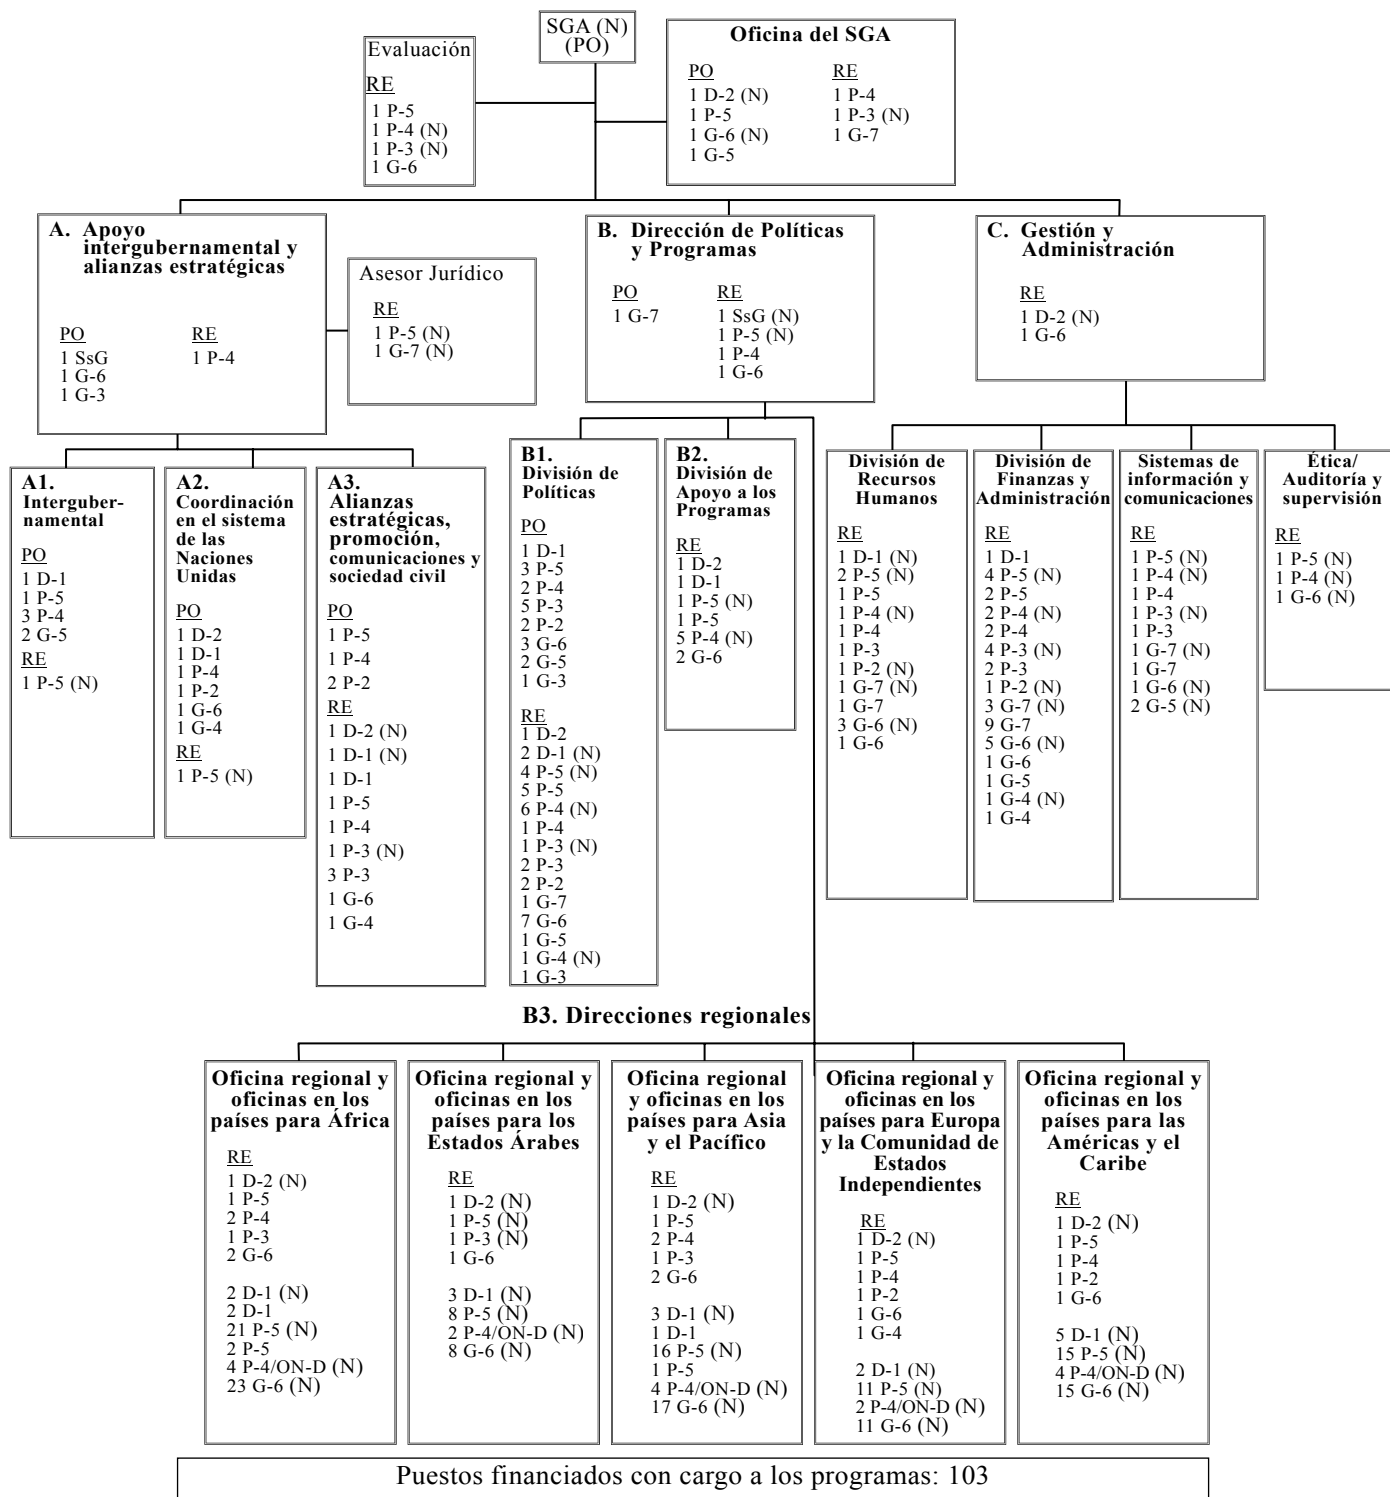 SGA (N)
(PO)
Evaluación
RE
1 P-5
1 P-4 (N)
1 P-3 (N)
1 G-6
Oficina del SGA
PO
1 D-2 (N)
1 P-5
1 G-6 (N)
1 G-5
RE
1 P-4
1 P-3 (N)
1 G-7
A. Apoyo
intergubernamental y
alianzas estratégicas
PO
1 SsG
1 G-6
1 G-3
RE
1 P-4
Asesor Jurídico
RE
1 P-5 (N)
1 G-7 (N)
B. Dirección de Políticas
y Programas
PO
1 G-7
RE
1 SsG (N)
1 P-5 (N)
1 P-4
1 G-6
C. Gestión y
Administración
RE
1 D-2 (N)
1 G-6
A1.
Interguber-
namental
PO
1 D-1
1 P-5
3 P-4
2 G-5
RE
1 P-5 (N)
A2.
Coordinación
en el sistema
de las
Naciones
Unidas
PO
1 D-2
1 D-1
1 P-4
1 P-2
1 G-6
1 G-4
RE
1 P-5 (N)
A3.
Alianzas
estratégicas,
promoción,
comunicaciones y
sociedad civil
PO
1 P-5
1 P-4
2 P-2
RE
1 D-2 (N)
1 D-1 (N)
1 D-1
1 P-5
1 P-4
1 P-3 (N)
3 P-3
1 G-6
1 G-4
B1.
División de
Políticas
PO
1 D-1
3 P-5
2 P-4
5 P-3
2 P-2
3 G-6
2 G-5
1 G-3
RE
1 D-2
2 D-1 (N)
4 P-5 (N)
5 P-5
6 P-4 (N)
1 P-4
1 P-3 (N)
2 P-3
2 P-2
1 G-7
7 G-6
1 G-5
1 G-4 (N)
1 G-3
B2.
División de
Apoyo a los
Programas
RE
1 D-2
1 D-1
1 P-5 (N)
1 P-5
5 P-4 (N)
2 G-6
División de
Recursos
Humanos
RE
1 D-1 (N)
2 P-5 (N)
1 P-5
1 P-4 (N)
1 P-4
1 P-3
1 P-2 (N)
1 G-7 (N)
1 G-7
3 G-6 (N)
1 G-6
División de
Finanzas y
Administración
RE
1 D-1
4 P-5 (N)
2 P-5
2 P-4 (N)
2 P-4
4 P-3 (N)
2 P-3
1 P-2 (N)
3 G-7 (N)
9 G-7
5 G-6 (N)
1 G-6
1 G-5
1 G-4 (N)
1 G-4
Sistemas de
información y
comunicaciones
RE
1 P-5 (N)
1 P-4 (N)
1 P-4
1 P-3 (N)
1 P-3
1 G-7 (N)
1 G-7
1 G-6 (N)
2 G-5 (N)
Ética/
Auditoría y
supervisión
RE
1 P-5 (N)
1 P-4 (N)
1 G-6 (N)
B3. Direcciones regionales
Oficina regional y
oficinas en los
países para África
RE
1 D-2 (N)
1 P-5
2 P-4
1 P-3
2 G-6
2 D-1 (N)
2 D-1
21 P-5 (N)
2 P-5
4 P-4/ON-D (N)
23 G-6 (N)
Oficina regional y
oficinas en los
países para los
Estados Árabes
RE
1 D-2 (N)
1 P-5 (N)
1 P-3 (N)
1 G-6
3 D-1 (N)
8 P-5 (N)
2 P-4/ON-D (N)
8 G-6 (N)
Oficina regional
y oficinas en los
países para Asia
y el Pacífico
RE
1 D-2 (N)
1 P-5
2 P-4
1 P-3
2 G-6
3 D-1 (N)
1 D-1
16 P-5 (N)
1 P-5
4 P-4/ON-D (N)
17 G-6 (N)
Oficina regional y
oficinas en los
países para Europa
y la Comunidad de
Estados
Independientes
RE
1 D-2 (N)
1 P-5
1 P-4
1 P-2
1 G-6
1 G-4
2 D-1 (N)
11 P-5 (N)
2 P-4/ON-D (N)
11 G-6 (N)
Oficina regional y
oficinas en los
países para las
Américas y el
Caribe
RE
1 D-2 (N)
1 P-5
1 P-4
1 P-2
1 G-6
5 D-1 (N)
15 P-5 (N)
4 P-4/ON-D (N)
15 G-6 (N)
Puestos financiados con cargo a los programas: 103